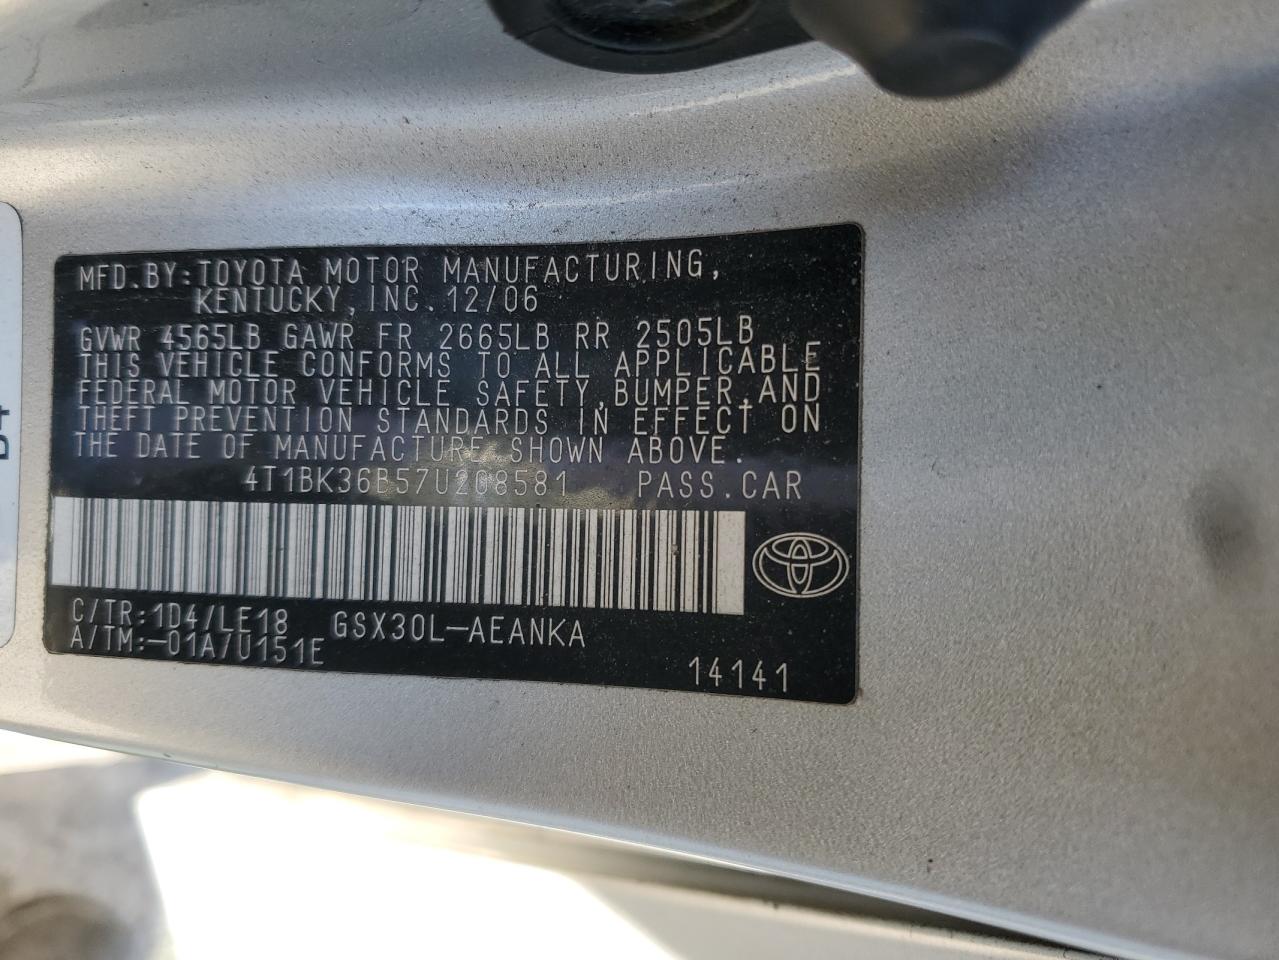 MFD.BY:TOYOTA MOTOR MANUFACTURING,
KENTUCKY,INC.12/06
GVWR 4565LB GAWR FR 2665LB RR 2505LB
THIS VEHICLE CONFORMS TO ALL APPLICABLE
FEDERAL MOTOR VEHICLE SAFETY,BUMPER,AND
THEFT PREVENTION STANDARDS IN EFFECT ON
THE DATE OF MANUFACTURE SHOWN ABOVE.
4T1BK36B57U208581 PASS.CAR
C/TR:1D4/LE18 GSX30L-AEANKA
A/TM:-01A/U151E
14141